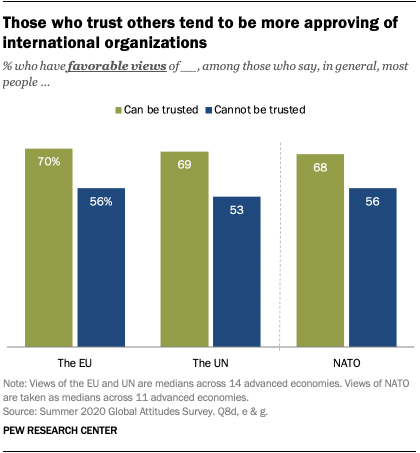 Those who trust others tend to be more approving of
international organizations
% who have favorable views of __, among those who say, in general, most
people ...
Can be trusted Cannot be trusted
70% 56% 69 53 68 56
The EU The UN NATO
Note: Views of the EU and UN are medians across 14 advanced economies. Views of NATO
are taken as medians across 11 advanced economies.
Source: Summer 2020 Global Attitudes Survey. Q8d, e & g.
PEW RESEARCH CENTER